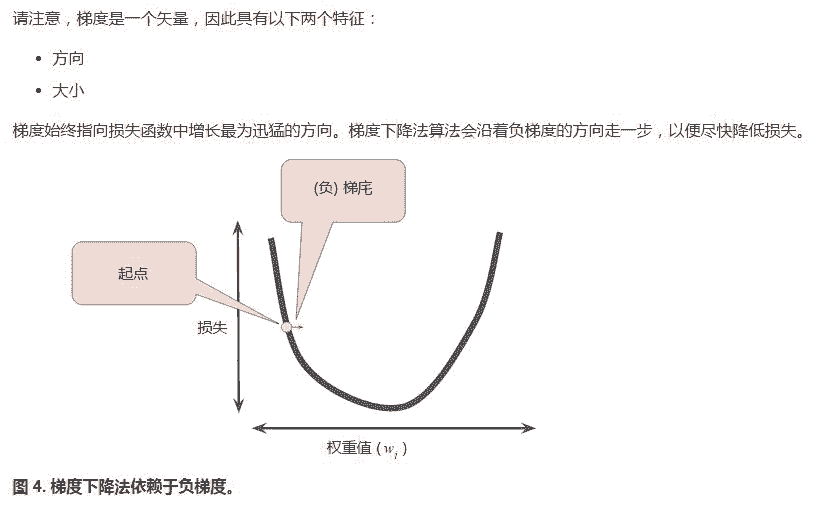 请注意，梯度是一个矢量，因此具有以下两个特征：
• 方向
• 大小
梯度始终指向损失函数中增长最为迅猛的方向。梯度下降法算法会沿着负梯度的方向走一步，以便尽快降低损失。
(负) 梯度
起点
损失
权重值 (wi)
图 4. 梯度下降法依赖于负梯度。